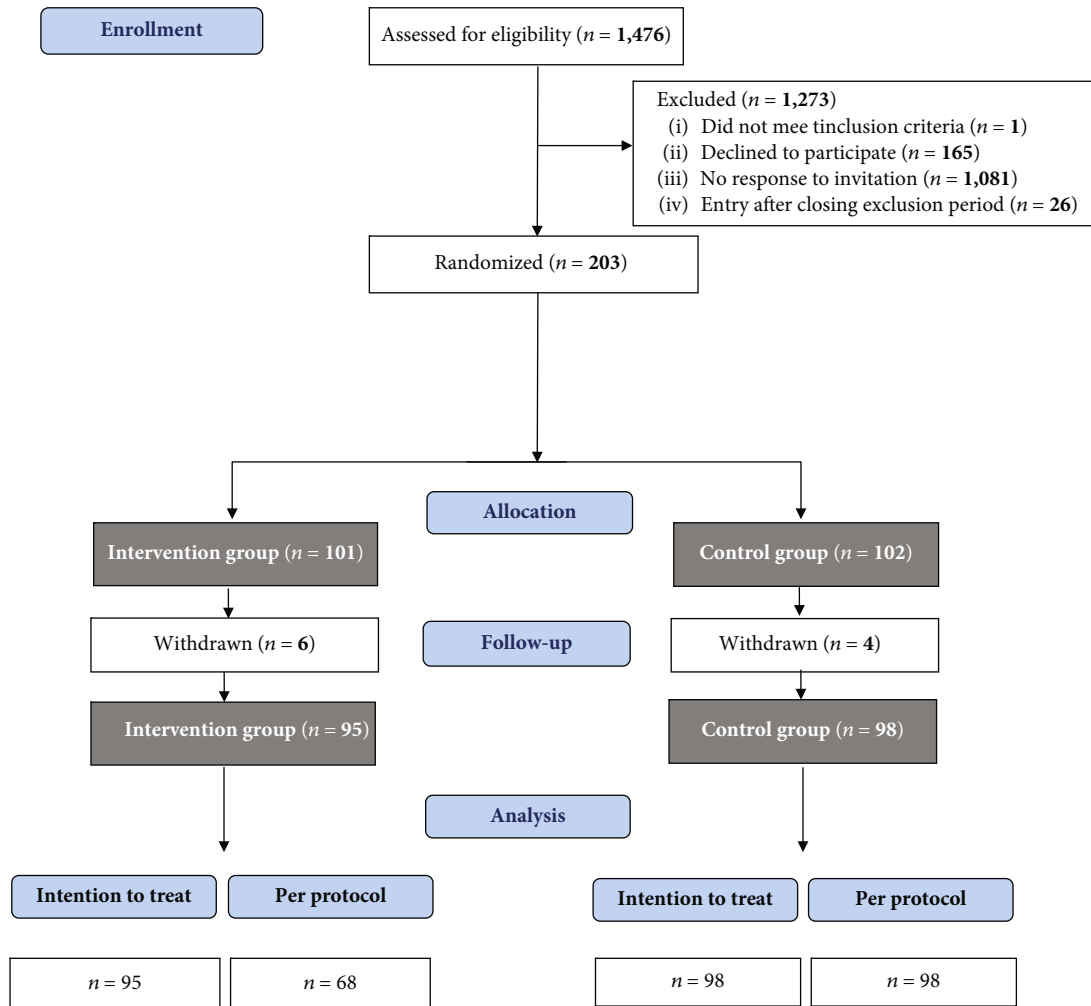 Enrollment
Assessed for eligibility (n = 1,476)
Excluded (n = 1,273)
(i) Did not mee tinclusion criteria (n = 1)
(ii) Declined to participate (n = 165)
(iii) No response to invitation (n = 1,081)
(iv) Entry after closing exclusion period (n = 26)
Randomized (n = 203)
Allocation
Intervention group (n = 101)
Control group (n = 102)
Withdrawn (n = 6)
Follow-up
Withdrawn (n = 4)
Intervention group (n = 95)
Control group (n = 98)
Analysis
Intention to treat
Per protocol
Intention to treat
Per protocol
n = 95
n = 68
n = 98
n = 98